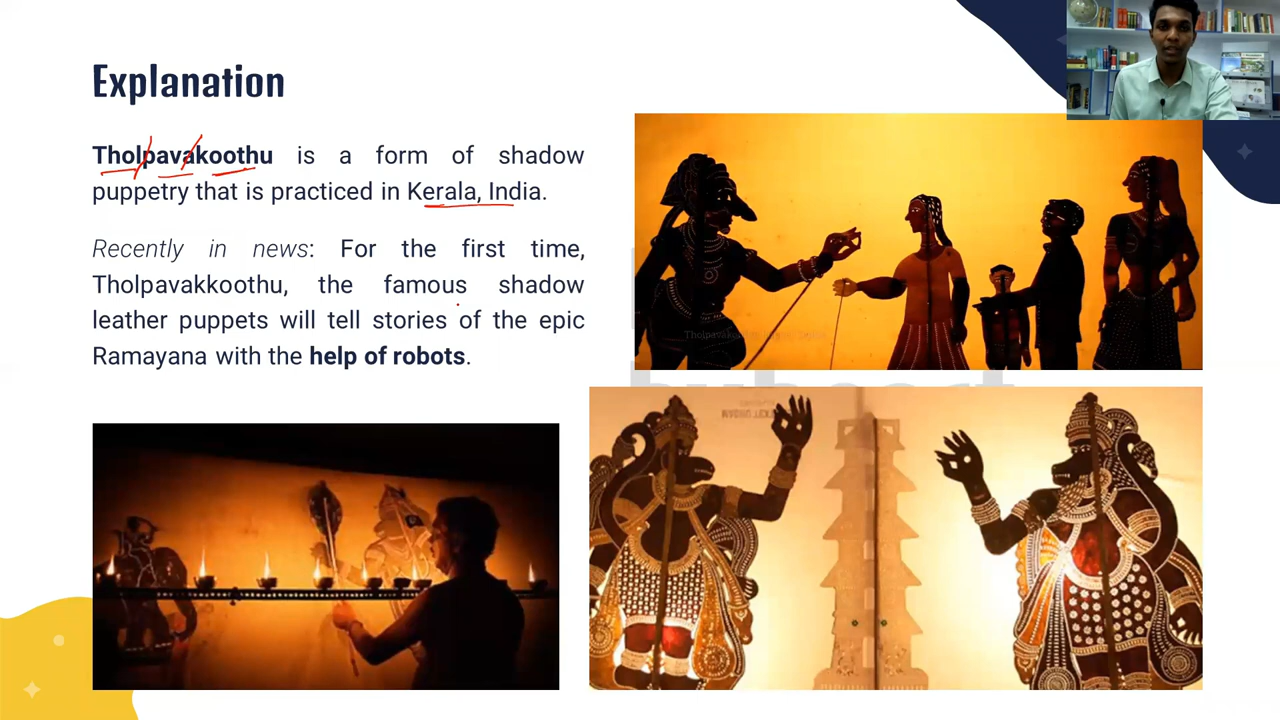 Explanation
Tholpavakoothu is a form of shadow
puppetry that is practiced in Kerala, India.
Recently in news: For the first time,
Tholpavakkoothu, the famous shadow
leather puppets will tell stories of the epic
Ramayana with the help of robots.